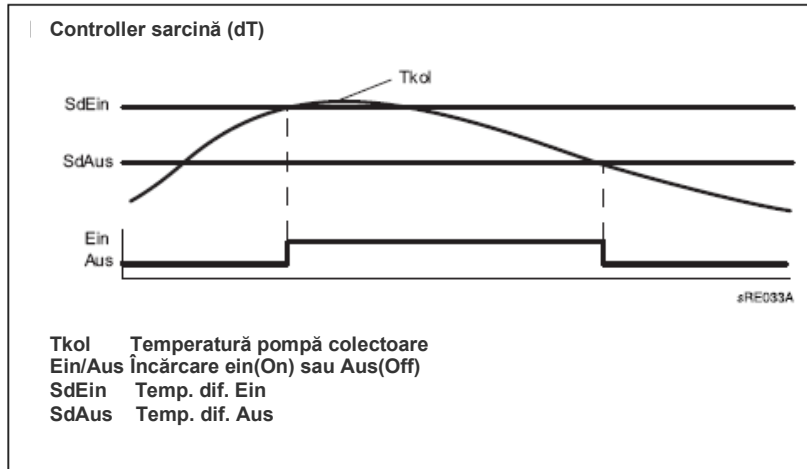 Controller sarcină (dT)
Tkol
SdEin
SdAus
Ein
Aus
sRE033A
Tkol Temperatură pompă colectoare
Ein/Aus Încărcare ein(On) sau Aus(Off)
SdEin Temp. dif. Ein
SdAus Temp. dif. Aus